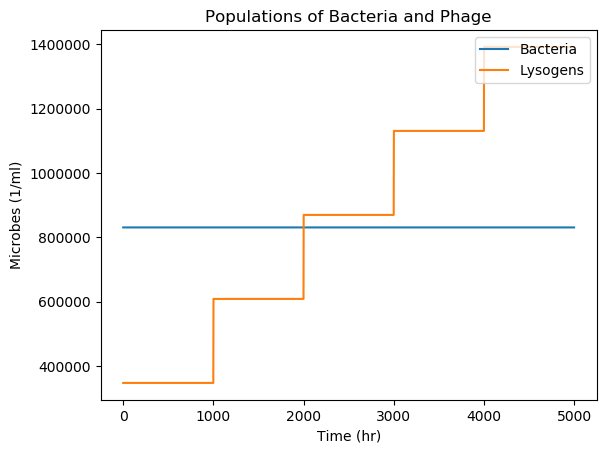 Populations of Bacteria and Phage
Bacteria
Lysogens
1400000
1200000
1000000
800000
600000
400000
Microbes (1/ml)
0 1000 2000 3000 4000 5000
Time (hr)